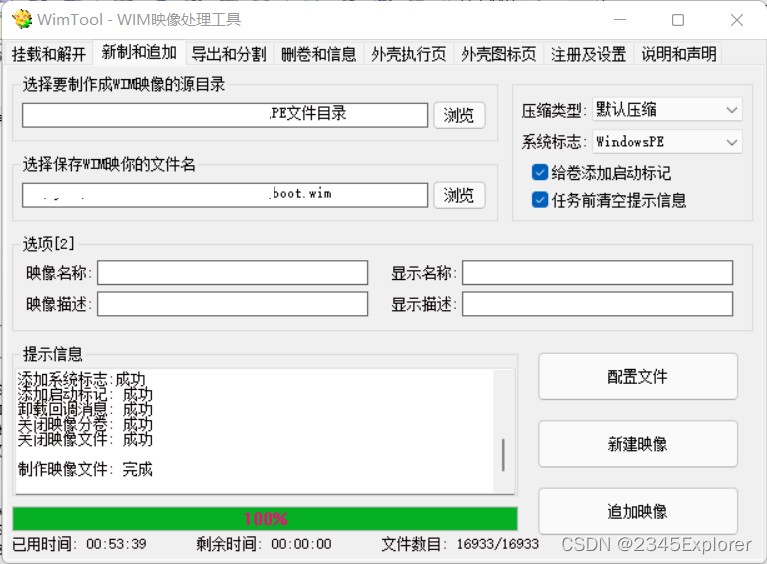 WimTool - WIM映像处理工具
挂载和解开 新制和追加 导出和分割 删卷和信息 外壳执行页 外壳图标页 注册及设置 说明和声明
选择要制作成WIM映像的源目录
.PE文件目录 浏览
压缩类型: 默认压缩
系统标志: WindowsPE
选择保存WIM映你的文件名
boot.wim 浏览
给卷添加启动标记
任务前清空提示信息
选项[2]
映像名称: 显示名称:
映像描述: 显示描述:
提示信息
添加系统标志:成功
添加启动标记: 成功
卸载回调消息: 成功
关闭映像分卷: 成功
关闭映像文件: 成功
制作映像文件: 完成
配置文件
新建映像
追加映像
100%
已用时间: 00:53:39 剩余时间: 00:00:00 文件数目: 16933/16933
CSDN @2345Explorer